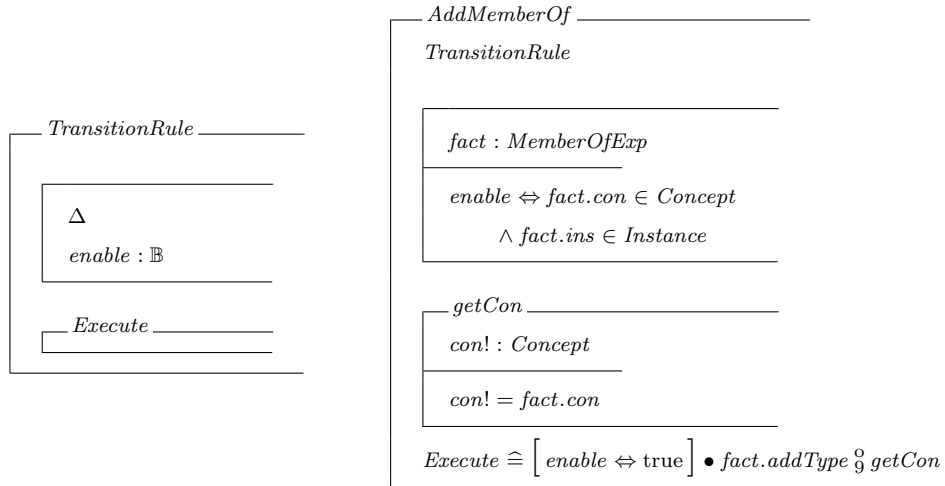 TransitionRule
Δ
enable : 𝔹
Execute
AddMemberOf
TransitionRule
fact : MemberOfExp
enable ⇔ fact.con ∈ Concept
∧ fact.ins ∈ Instance
getCon
con! : Concept
con! = fact.con
Execute ≙ [ enable ⇔ true ] • fact.addType ⨟ getCon